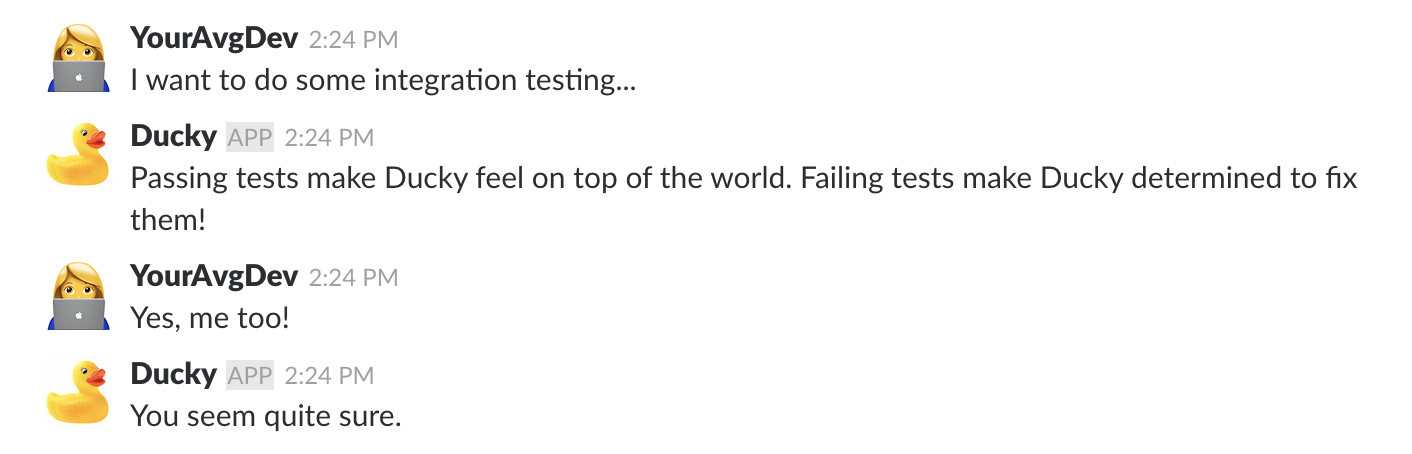 YourAvgDev 2:24 PM
I want to do some integration testing...
Ducky APP 2:24 PM
Passing tests make Ducky feel on top of the world. Failing tests make Ducky determined to fix
them!
YourAvgDev 2:24 PM
Yes, me too!
Ducky APP 2:24 PM
You seem quite sure.